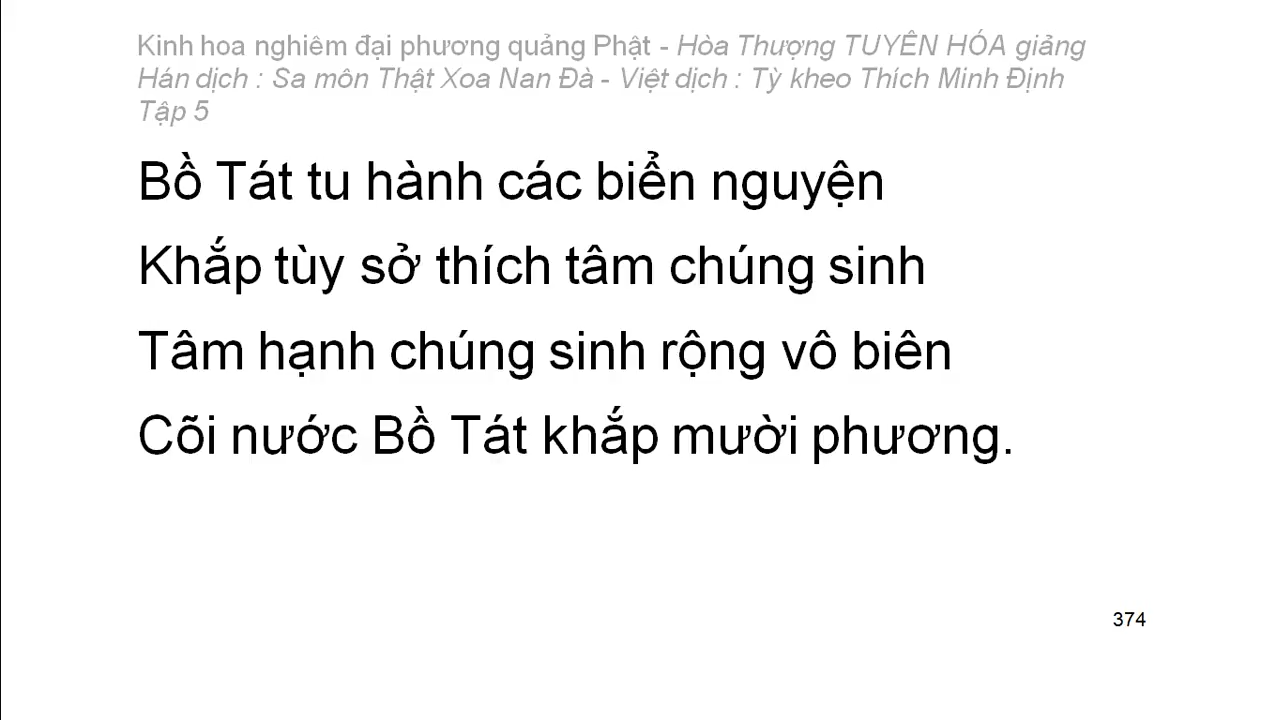 Kinh hoa nghiêm đại phương quảng Phật - Hòa Thượng TUYÊN HÓA giảng
Hán dịch : Sa môn Thật Xoa Nan Đà - Việt dịch : Tỳ kheo Thích Minh Định
Tập 5
Bồ Tát tu hành các biển nguyện
Khắp tùy sở thích tâm chúng sinh
Tâm hạnh chúng sinh rộng vô biên
Cõi nước Bồ Tát khắp mười phương.
374